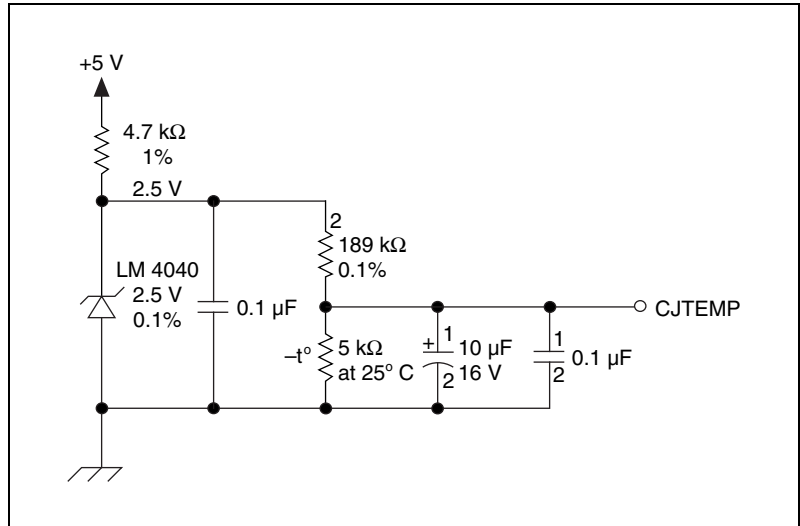 +5 V
4.7 kΩ
1%
2.5 V
2
189 kΩ
0.1%
LM 4040
2.5 V
0.1%
0.1 µF
CJTEMP
–t°
5 kΩ
at 25° C
+
1
10 µF
2
16 V
1
0.1 µF
2